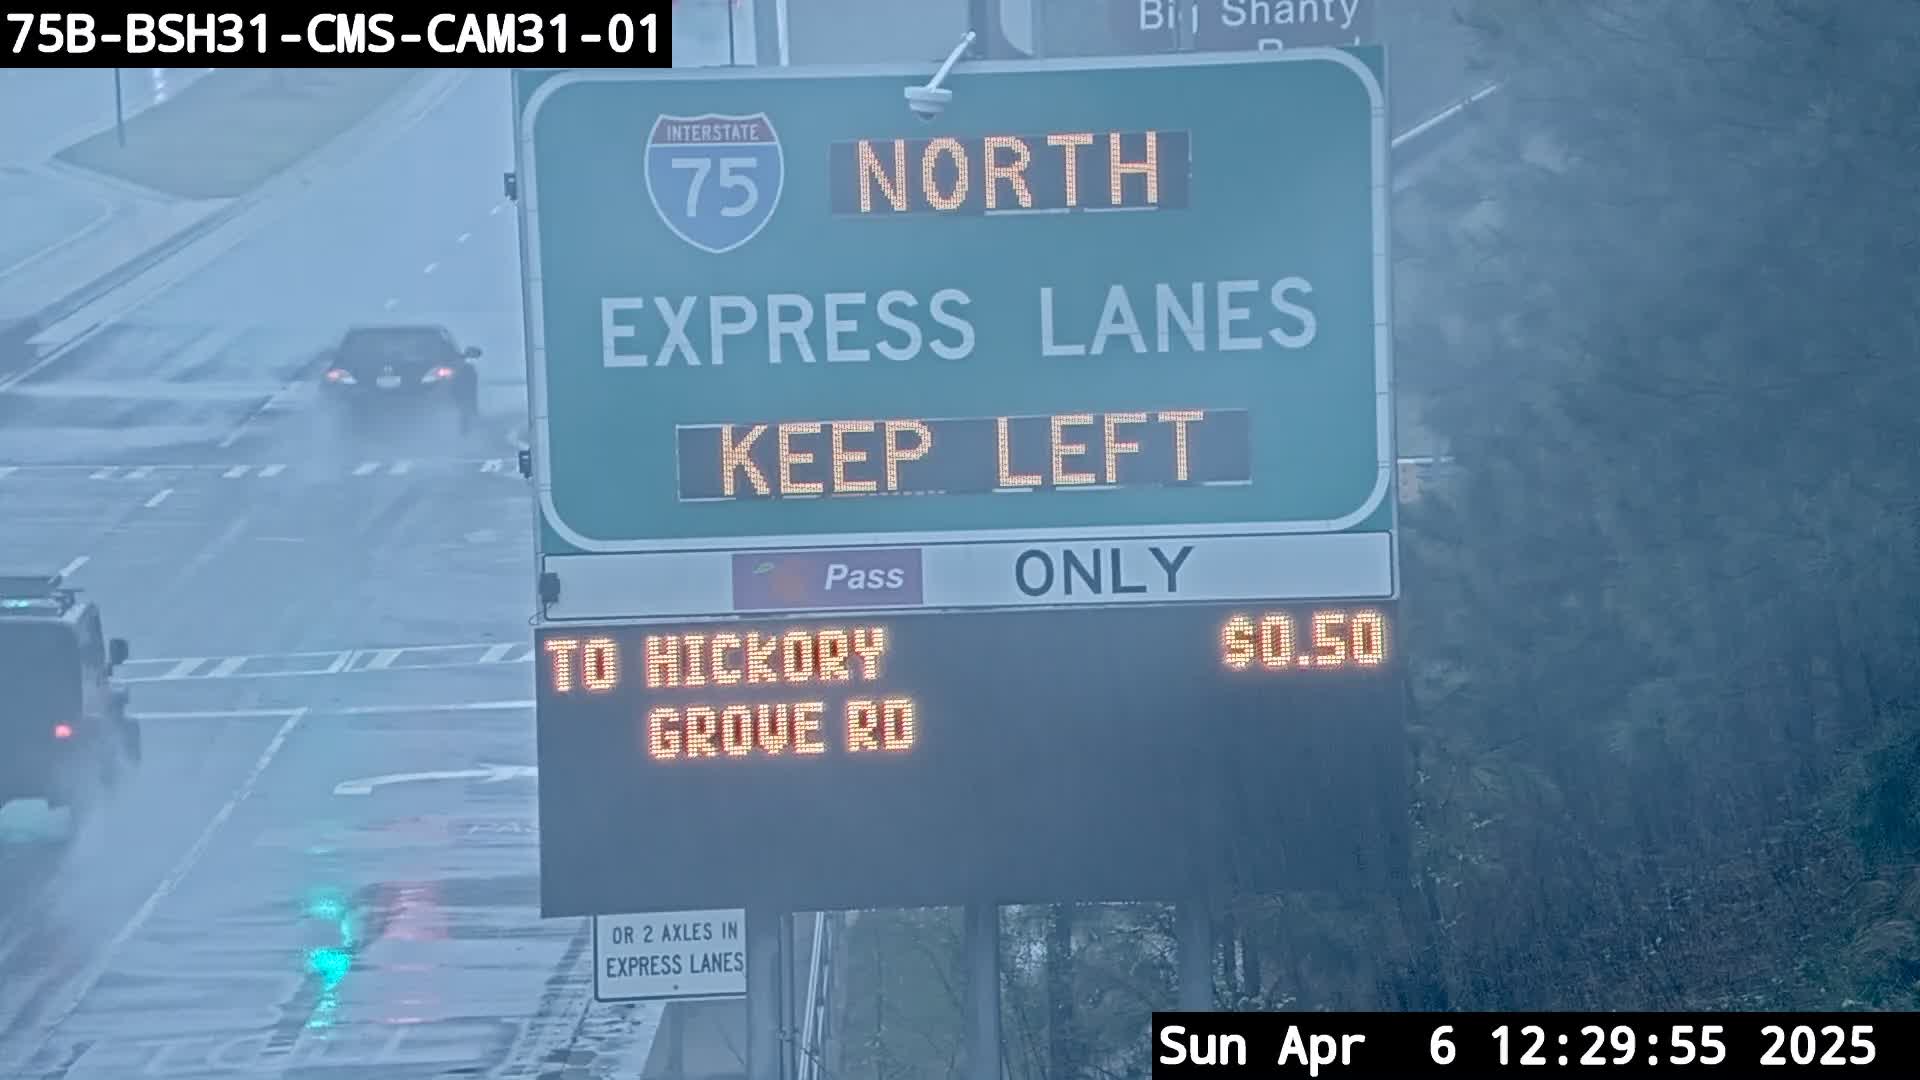 75B-BSH31-CMS-CAM31-01
Big Shanty
INTERSTATE
75
NORTH
EXPRESS LANES
KEEP LEFT
Pass ONLY
TO HICKORY $0.50
GROVE RD
OR 2 AXLES IN
EXPRESS LANES
Sun Apr 6 12:29:55 2025